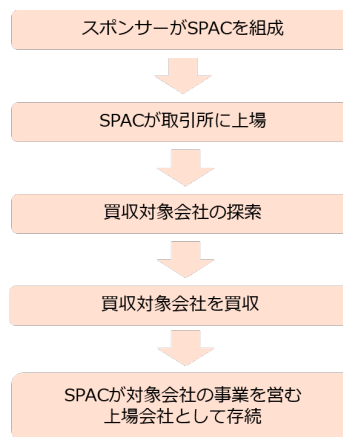 スポンサーがSPACを組成
SPACが取引所に上場
買収対象会社の探索
買収対象会社を買収
SPACが対象会社の事業を営む
上場会社として存続